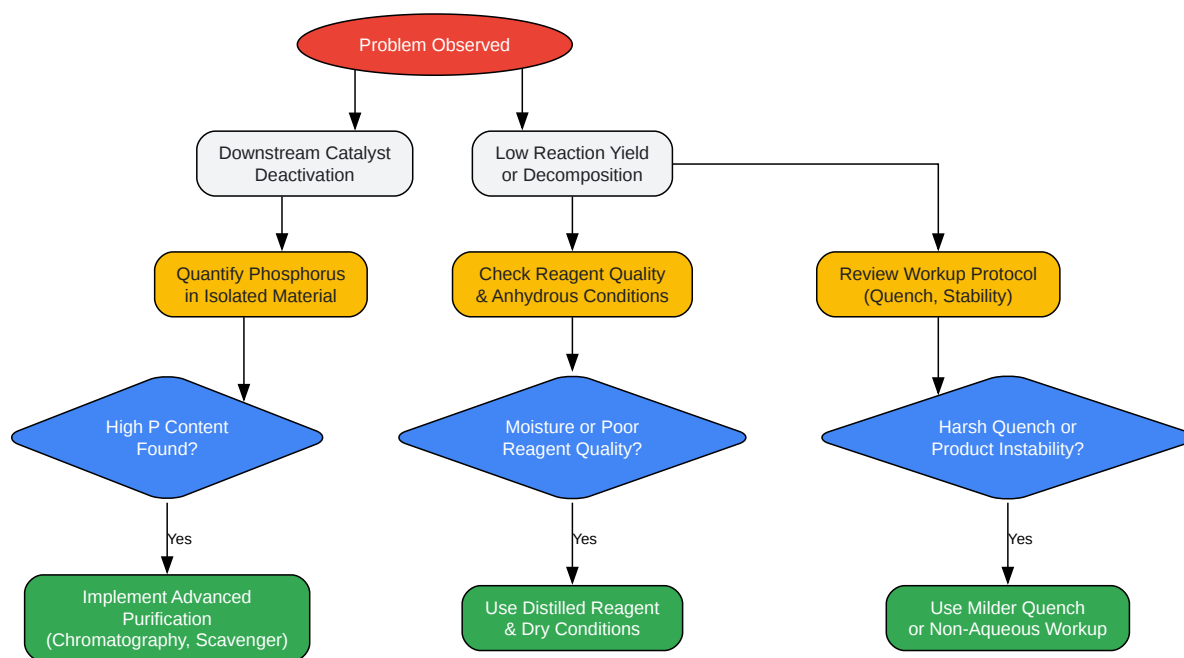 Problem Observed
Downstream Catalyst
Deactivation
Low Reaction Yield
or Decomposition
Quantify Phosphorus
in Isolated Material
Check Reagent Quality
& Anhydrous Conditions
Review Workup Protocol
(Quench, Stability)
High P Content
Found?
Moisture or Poor
Reagent Quality?
Harsh Quench or
Product Instability?
Yes
Yes
Yes
Implement Advanced
Purification
(Chromatography, Scavenger)
Use Distilled Reagent
& Dry Conditions
Use Milder Quench
or Non-Aqueous Workup